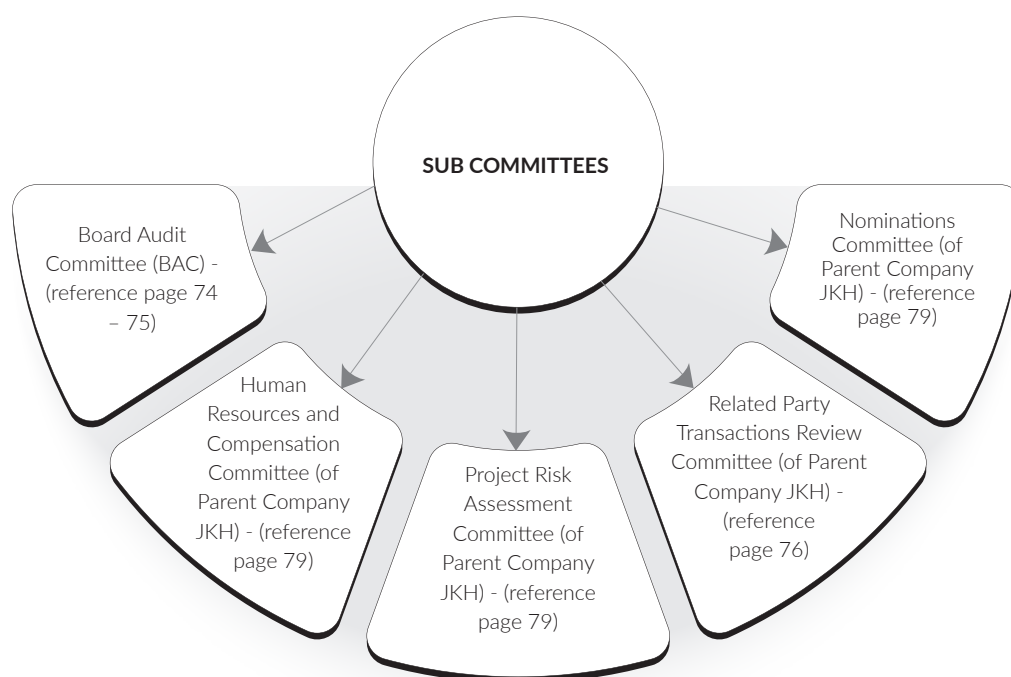 SUB COMMITTEES
Board Audit
Committee (BAC) -
(reference page 74
– 75)
Human
Resources and
Compensation
Committee (of
Parent Company
JKH) - (reference
page 79)
Project Risk
Assessment
Committee (of
Parent Company
JKH) - (reference
page 79)
Related Party
Transactions Review
Committee (of Parent
Company JKH) -
(reference
page 76)
Nominations
Committee (of
Parent Company
JKH) - (reference
page 79)